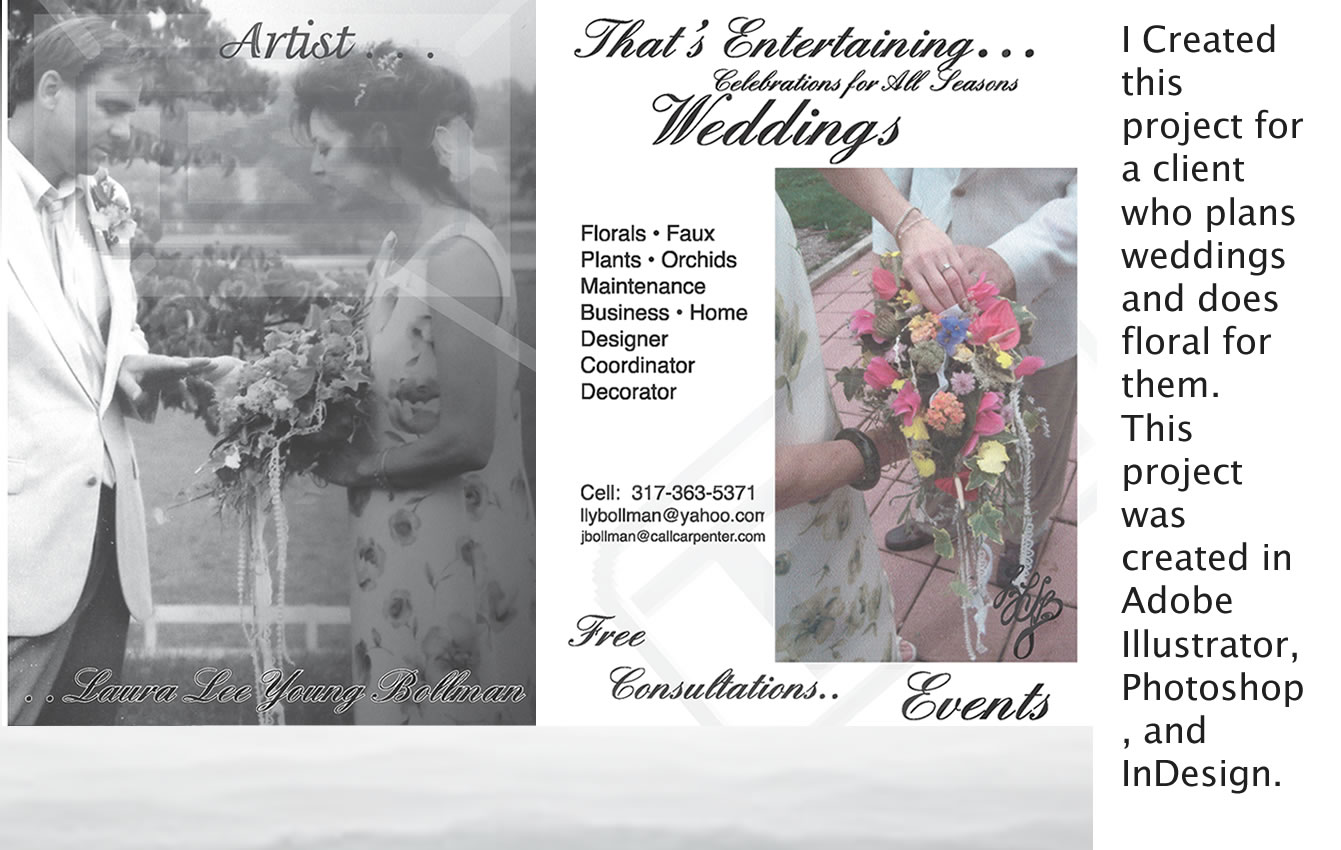 Artist . . .
. . Laura Lee Young Bollman
That's Entertaining...
Celebrations for All Seasons
Weddings
Florals • Faux
Plants • Orchids
Maintenance
Business • Home
Designer
Coordinator
Decorator
Cell: 317-363-5371
llybollman@yahoo.com
jbollman@callcarpenter.com
Free
Consultations..
Events
I Created
this
project for
a client
who plans
weddings
and does
floral for
them.
This
project
was
created in
Adobe
Illustrator,
Photoshop
, and
InDesign.